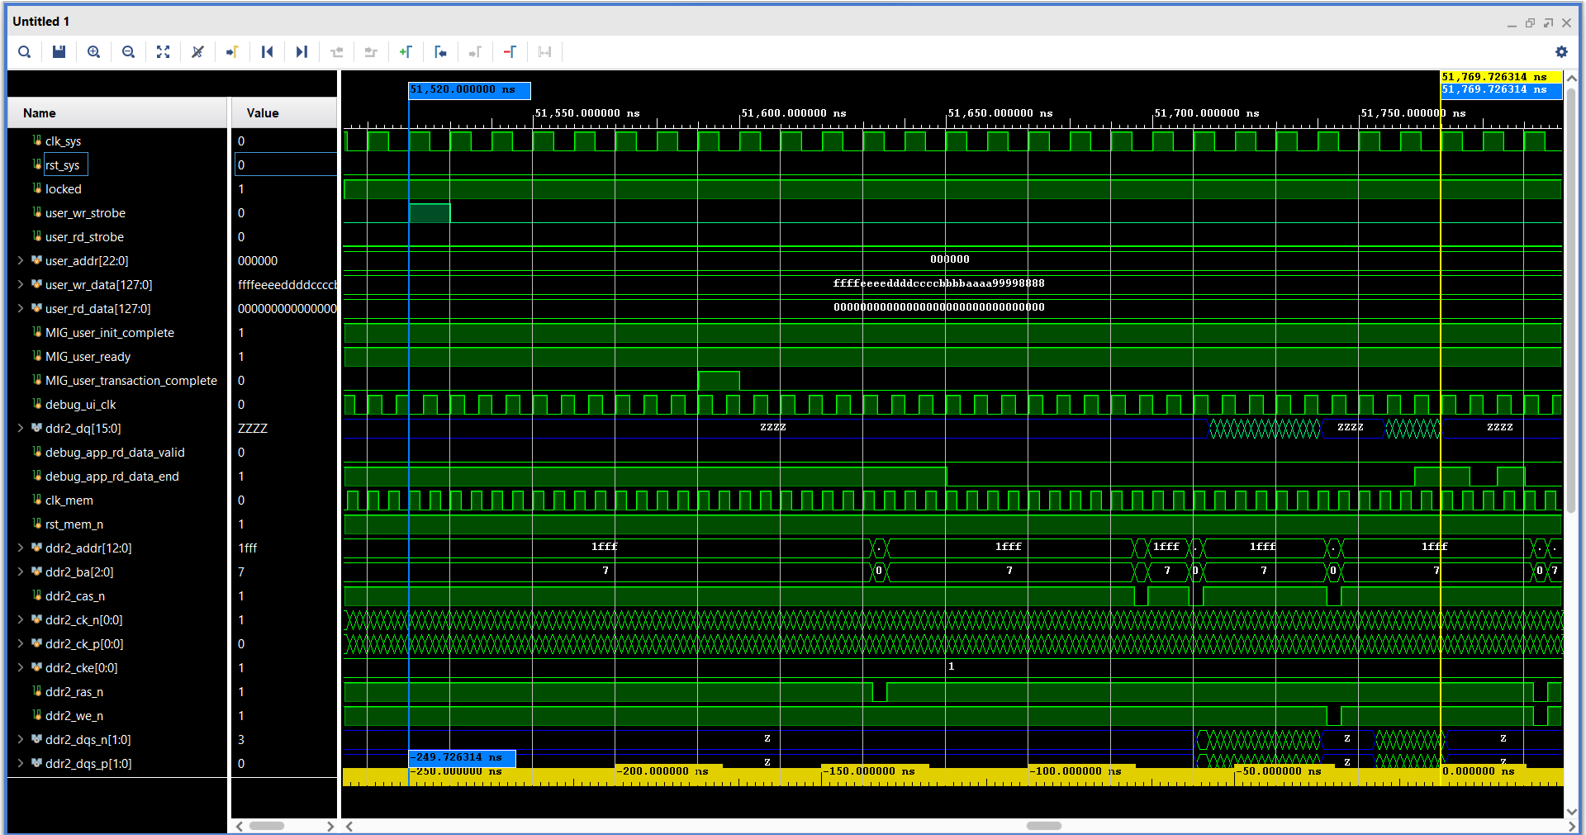 Untitled 1
51,520.000000 ns
51,769.726314 ns
51,769.726314 ns
51,550.000000 ns
51,600.000000 ns
51,650.000000 ns
51,700.000000 ns
51,750.000000 ns
Name Value
clk_sys 0
rst_sys 0
locked 1
user_wr_strobe 0
user_rd_strobe 0
user_addr[22:0] 000000 000000
user_wr_data[127:0] ffffeeeeddddccccb ffffeeeeddddccccbbbbaaaa99998888
user_rd_data[127:0] 000000000000000 00000000000000000000000000000000
MIG_user_init_complete 1
MIG_user_ready 1
MIG_user_transaction_complete 0
debug_ui_clk 0
ddr2_dq[15:0] ZZZZ zzzz zzzz zzzz
debug_app_rd_data_valid 0
debug_app_rd_data_end 1
clk_mem 0
rst_mem_n 1
ddr2_addr[12:0] 1fff 1fff . 1fff 1fff . 1fff . 1fff . .
ddr2_ba[2:0] 7 7 0 7 7 0 7 0 7 0 7
ddr2_cas_n 1
ddr2_ck_n[0:0] 1
ddr2_ck_p[0:0] 0
ddr2_cke[0:0] 1 1
ddr2_ras_n 1
ddr2_we_n 1
ddr2_dqs_n[1:0] 3 Z Z Z
ddr2_dqs_p[1:0] 0 Z Z Z
-249.726314 ns
-250.000000 ns
-200.000000 ns
-150.000000 ns
-100.000000 ns
-50.000000 ns
0.000000 ns